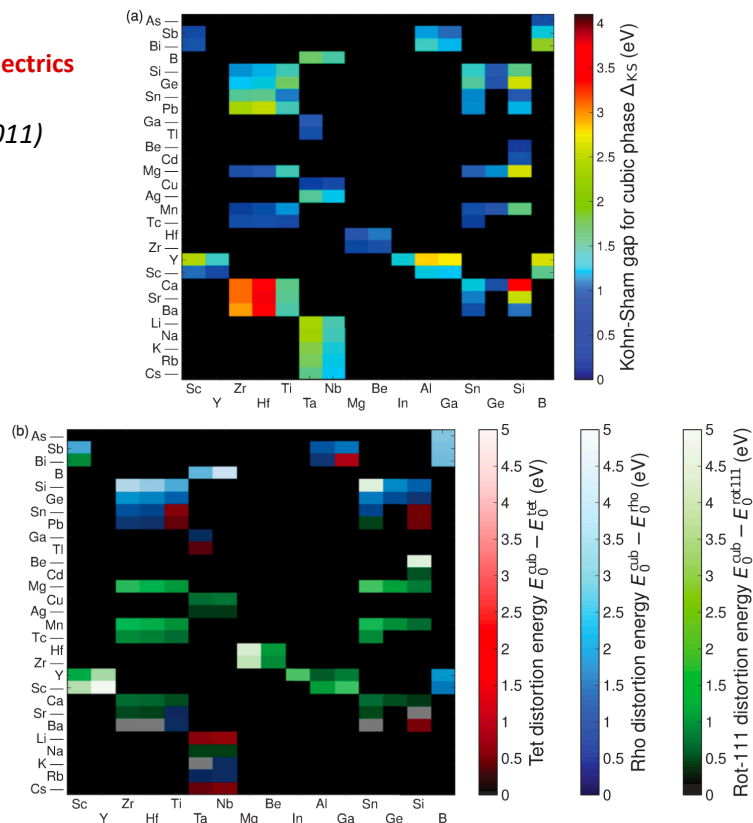 ectrics
011)
(a)
As
Sb
Bi
B
Si
Ge
Sn
Pb
Ga
Tl
Be
Cd
Mg
Cu
Ag
Mn
Tc
Hf
Zr
Y
Sc
Ca
Sr
Ba
Li
Na
K
Rb
Cs
Sc Zr Ti Nb Be Al Sn Si
Y Hf Ta Mg In Ga Ge B
4
3.5
3
2.5
2
1.5
1
0.5
0
Kohn-Sham gap for cubic phase Δ_KS (eV)
(b)
As
Sb
Bi
B
Si
Ge
Sn
Pb
Ga
Tl
Be
Cd
Mg
Cu
Ag
Mn
Tc
Hf
Zr
Y
Sc
Ca
Sr
Ba
Li
Na
K
Rb
Cs
Sc Zr Ti Nb Be Al Sn Si
Y Hf Ta Mg In Ga Ge B
5
4.5
4
3.5
3
2.5
2
1.5
1
0.5
0
Tet distortion energy E_0^cub – E_0^tet (eV)
5
4.5
4
3.5
3
2.5
2
1.5
1
0.5
0
Rho distortion energy E_0^cub – E_0^rho (eV)
5
4.5
4
3.5
3
2.5
2
1.5
1
0.5
0
Rot-111 distortion energy E_0^cub – E_0^rot111 (eV)